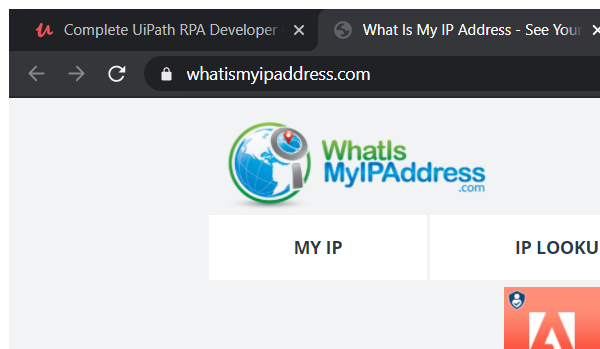 Complete UiPath RPA Developer
What Is My IP Address - See Your
whatismyipaddress.com
WhatIs
MyIPAddress
.com
MY IP
IP LOOKU